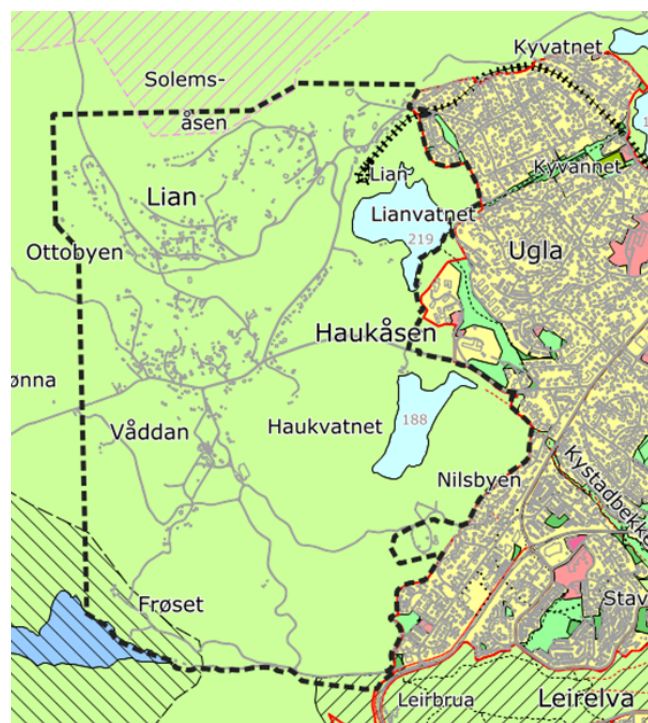 Kyvatnet
Solems-
åsen
Kyvannet
Lian
Lian
Lianvatnet
219
Ugla
Ottobyen
Haukåsen
ønna
188
Haukvatnet
Våddan
Nilsbyen
Kystadbekke
Frøset
Stav
Leirbrua
Leirelva